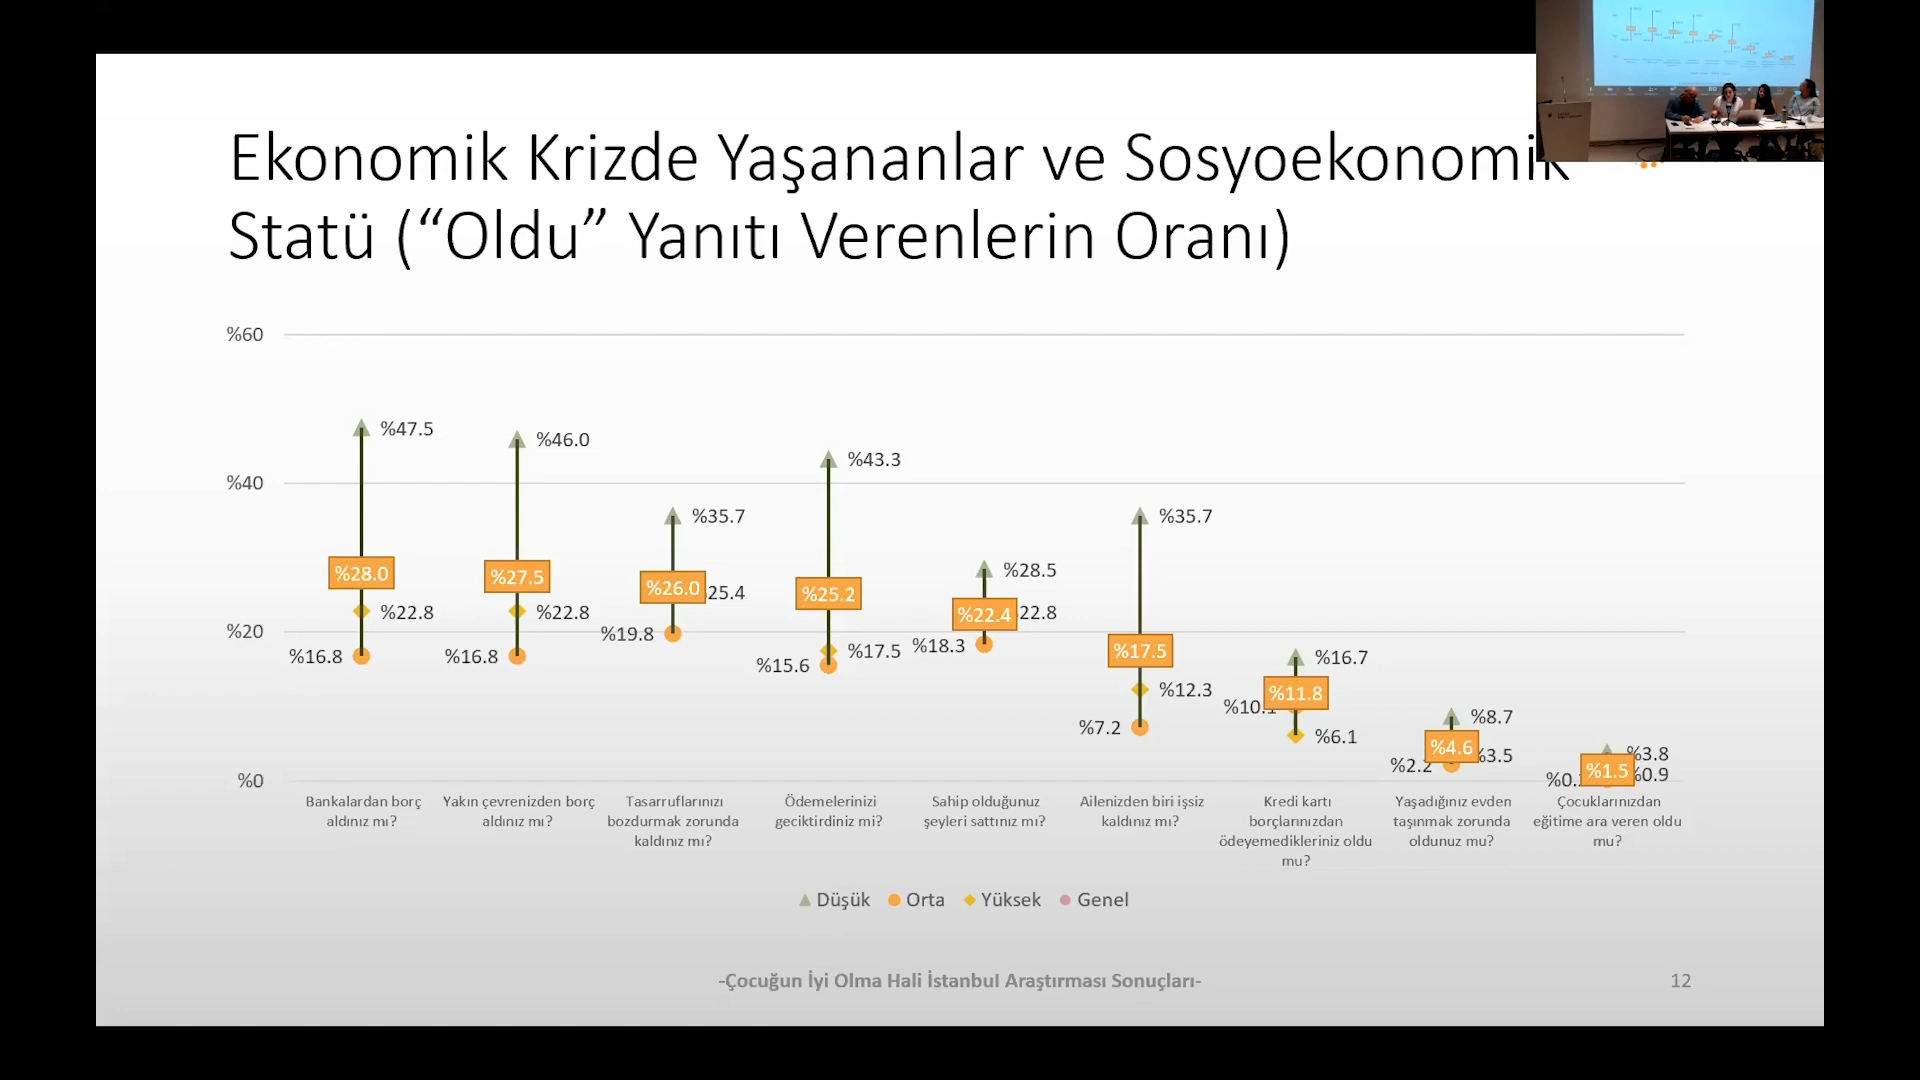 Ekonomik Krizde Yaşananlar ve Sosyoekonomik
Statü (“Oldu” Yanıtı Verenlerin Oranı)
%60
%40
%20
%0
%47.5
%28.0
%22.8
%16.8
%46.0
%27.5
%22.8
%16.8
%35.7
%26.0
25.4
%19.8
%43.3
%25.2
%17.5
%15.6
%28.5
%22.4
22.8
%18.3
%35.7
%17.5
%12.3
%7.2
%16.7
%11.8
%10.1
%6.1
%8.7
%4.6
%3.5
%2.2
%3.8
%1.5
%0.9
%0.
Bankalardan borç
aldınız mı?
Yakın çevrenizden borç
aldınız mı?
Tasarruflarınızı
bozdurmak zorunda
kaldınız mı?
Ödemelerinizi
geciktirdiniz mi?
Sahip olduğunuz
şeyleri sattınız mı?
Ailenizden biri işsiz
kaldınız mı?
Kredi kartı
borçlarınızdan
ödeyemedikleriniz oldu
mu?
Yaşadığınız evden
taşınmak zorunda
oldunuz mu?
Çocuklarınızdan
eğitime ara veren oldu
mu?
Düşük Orta Yüksek Genel
-Çocuğun İyi Olma Hali İstanbul Araştırması Sonuçları-
12